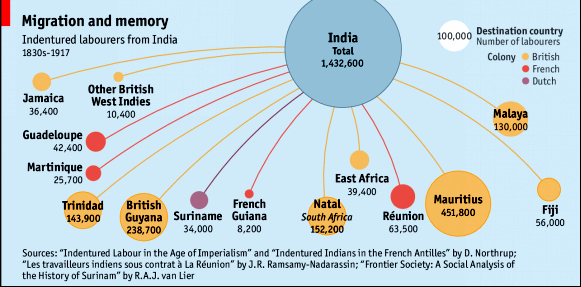 Migration and memory
Indentured labourers from India
1830s-1917
India
Total
1,432,600
100,000
Destination country
Number of labourers
Colony
British
French
Dutch
Jamaica
36,400
Other British
West Indies
10,400
Guadeloupe
42,400
Martinique
25,700
Trinidad
143,900
British
Guyana
238,700
Suriname
34,000
French
Guiana
8,200
Natal
South Africa
152,200
East Africa
39,400
Réunion
63,500
Mauritius
451,800
Malaya
130,000
Fiji
56,000
Sources: “Indentured Labour in the Age of Imperialism” and “Indentured Indians in the French Antilles” by D. Northrup;
“Les travailleurs indiens sous contrat à La Réunion” by J.R. Ramsamy-Nadarassin; “Frontier Society: A Social Analysis of
the History of Surinam” by R.A.J. van Lier